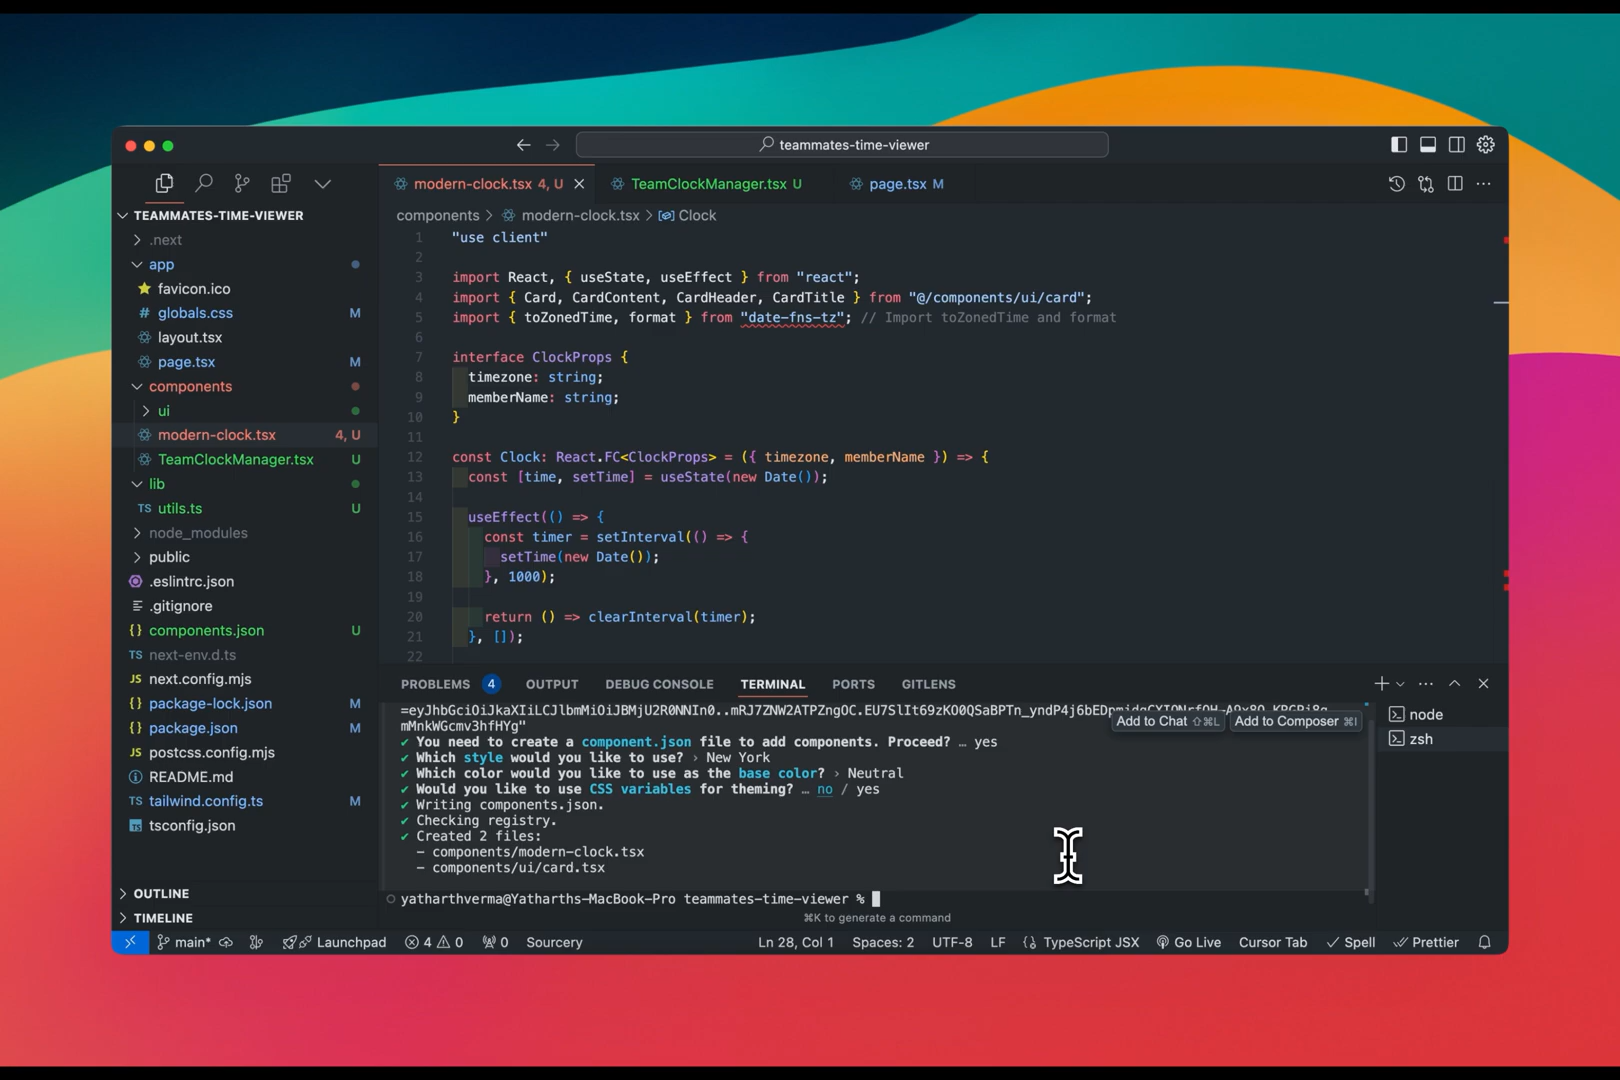 teammates-time-viewer
modern-clock.tsx 4, U
TeamClockManager.tsx U
page.tsx M
TEAMMATES-TIME-VIEWER
.next
app
favicon.ico
globals.css M
layout.tsx
page.tsx M
components
ui
modern-clock.tsx 4, U
TeamClockManager.tsx U
lib
TS utils.ts U
node_modules
public
.eslintrc.json
.gitignore
{} components.json U
TS next-env.d.ts
JS next.config.mjs
{} package-lock.json M
{} package.json M
JS postcss.config.mjs
README.md
tailwind.config.ts M
tsconfig.json
OUTLINE
TIMELINE
components > modern-clock.tsx > Clock
1 "use client"
2
3 import React, { useState, useEffect } from "react";
4 import { Card, CardContent, CardHeader, CardTitle } from "@/components/ui/card";
5 import { toZonedTime, format } from "date-fns-tz"; // Import toZonedTime and format
6
7 interface ClockProps {
8 timezone: string;
9 memberName: string;
10 }
11
12 const Clock: React.FC<ClockProps> = ({ timezone, memberName }) => {
13 const [time, setTime] = useState(new Date());
14
15 useEffect(() => {
16 const timer = setInterval(() => {
17 setTime(new Date());
18 }, 1000);
19
20 return () => clearInterval(timer);
21 }, []);
22
PROBLEMS 4 OUTPUT DEBUG CONSOLE TERMINAL PORTS GITLENS
mMnkWGcmv3hfHYg"
Add to Chat ⇧⌘L Add to Composer ⌘I
✔ You need to create a component.json file to add components. Proceed? … yes
✔ Which style would you like to use? › New York
✔ Which color would you like to use as the base color? › Neutral
✔ Would you like to use CSS variables for theming? … no / yes
✔ Writing components.json.
✔ Checking registry.
✔ Created 2 files:
- components/modern-clock.tsx
- components/ui/card.tsx
yatharthverma@Yatharths-MacBook-Pro teammates-time-viewer %
⌘K to generate a command
node
zsh
main* Launchpad 4 0 0 Sourcery Ln 28, Col 1 Spaces: 2 UTF-8 LF TypeScript JSX Go Live Cursor Tab Spell Prettier